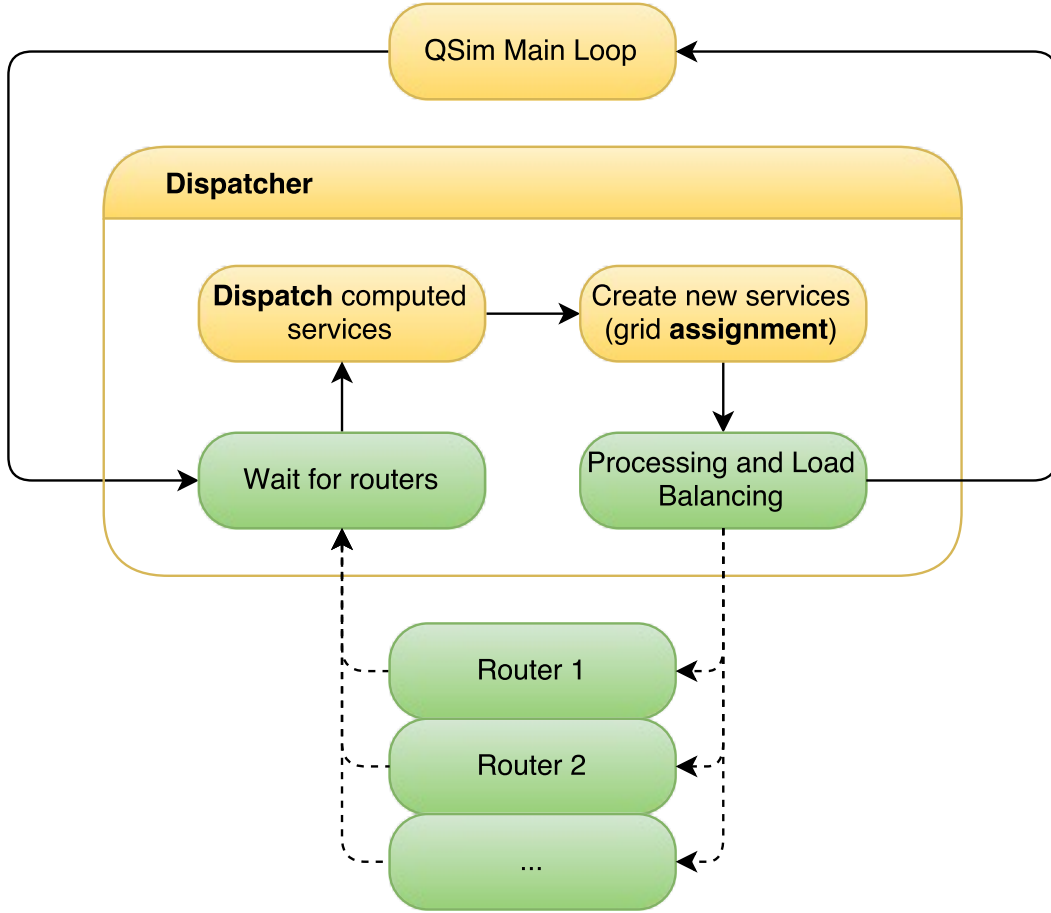 QSim Main Loop
Dispatcher
Dispatch computed
services
Create new services
(grid assignment)
Wait for routers
Processing and Load
Balancing
Router 1
Router 2
...